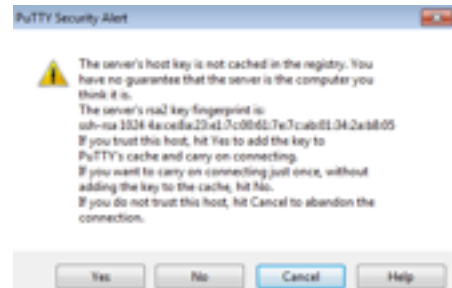 PuTTY Security Alert
The server's host key is not cached in the registry. You
have no guarantee that the server is the computer you
think it is.
The server's rsa2 key fingerprint is:
ssh-rsa 1024
If you trust this host, hit Yes to add the key to
PuTTY's cache and carry on connecting.
If you want to carry on connecting just once, without
adding the key to the cache, hit No.
If you do not trust this host, hit Cancel to abandon the
connection.
Yes No Cancel Help